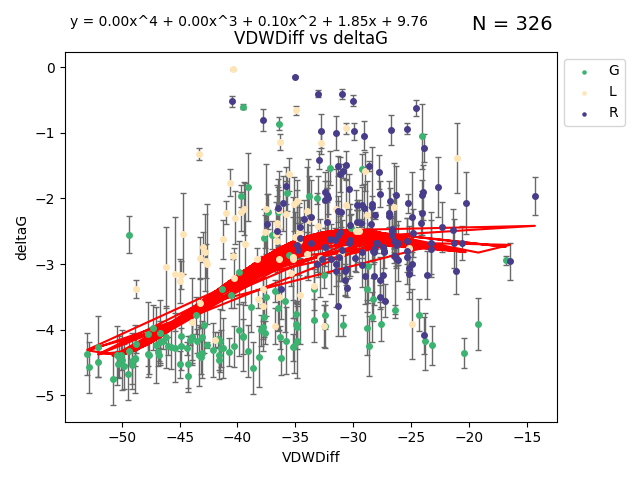 y = 0.00x^4 + 0.00x^3 + 0.10x^2 + 1.85x + 9.76
N = 326
VDWDiff vs deltaG
G
L
R
0
−1
−2
−3
−4
−5
deltaG
−50
−45
−40
−35
−30
−25
−20
−15
VDWDiff